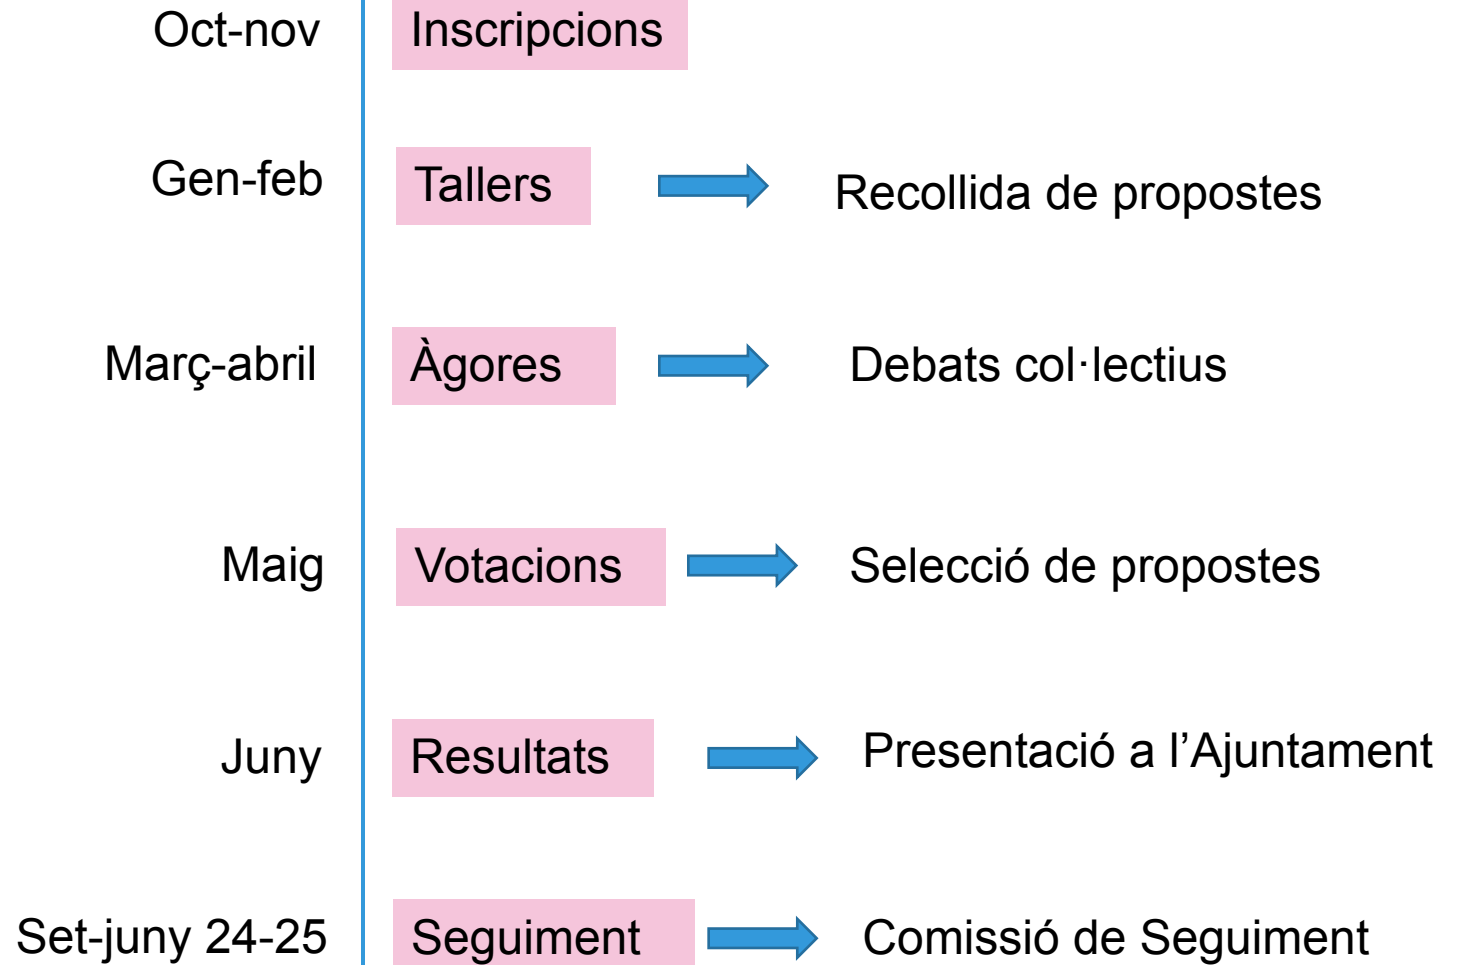 Oct-nov Inscripcions
Gen-feb Tallers Recollida de propostes
Març-abril Àgores Debats col·lectius
Maig Votacions Selecció de propostes
Juny Resultats Presentació a l’Ajuntament
Set-juny 24-25 Seguiment Comissió de Seguiment